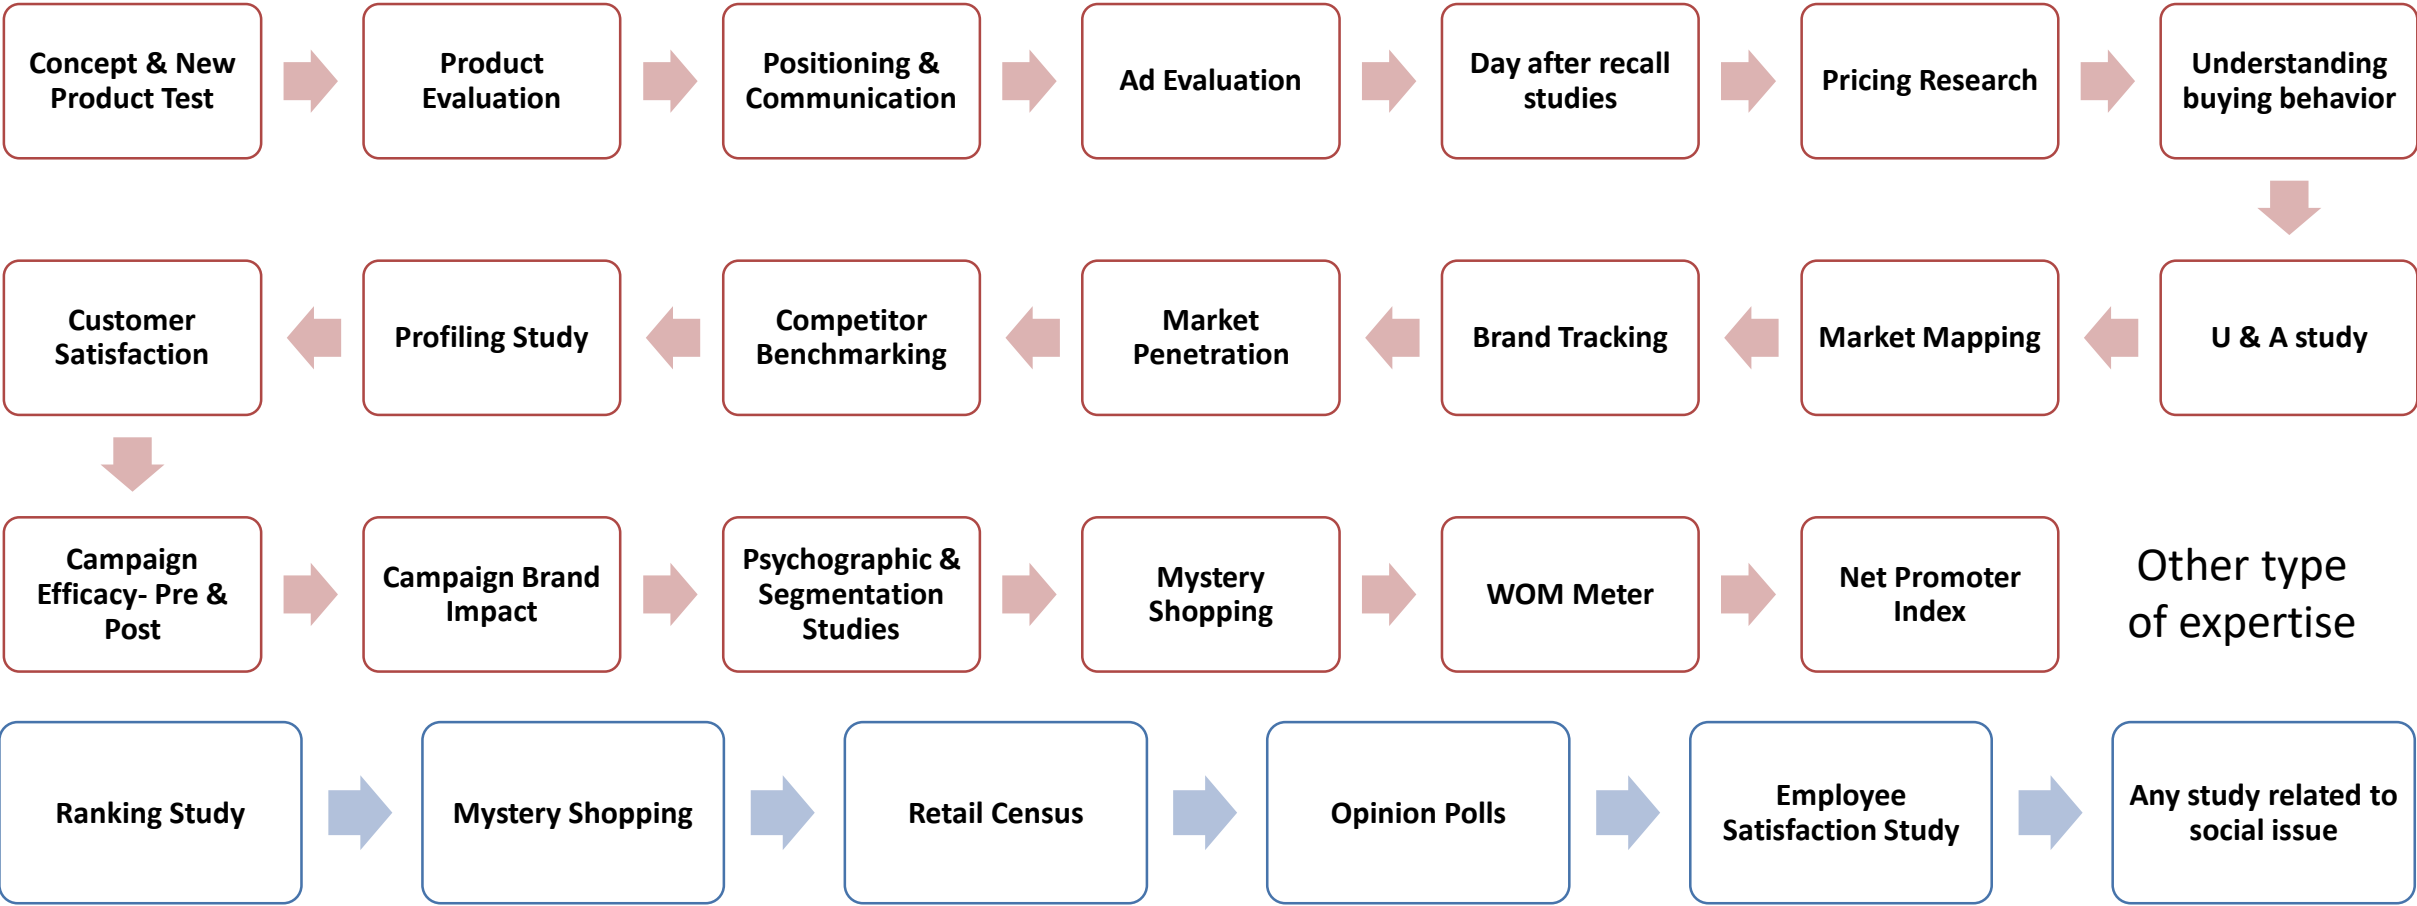 Concept & New
Product Test
Product
Evaluation
Positioning &
Communication
Ad Evaluation
Day after recall
studies
Pricing Research
Understanding
buying behavior
U & A study
Market Mapping
Brand Tracking
Market
Penetration
Competitor
Benchmarking
Profiling Study
Customer
Satisfaction
Campaign
Efficacy- Pre &
Post
Campaign Brand
Impact
Psychographic &
Segmentation
Studies
Mystery
Shopping
WOM Meter
Net Promoter
Index
Other type
of expertise
Ranking Study
Mystery Shopping
Retail Census
Opinion Polls
Employee
Satisfaction Study
Any study related to
social issue